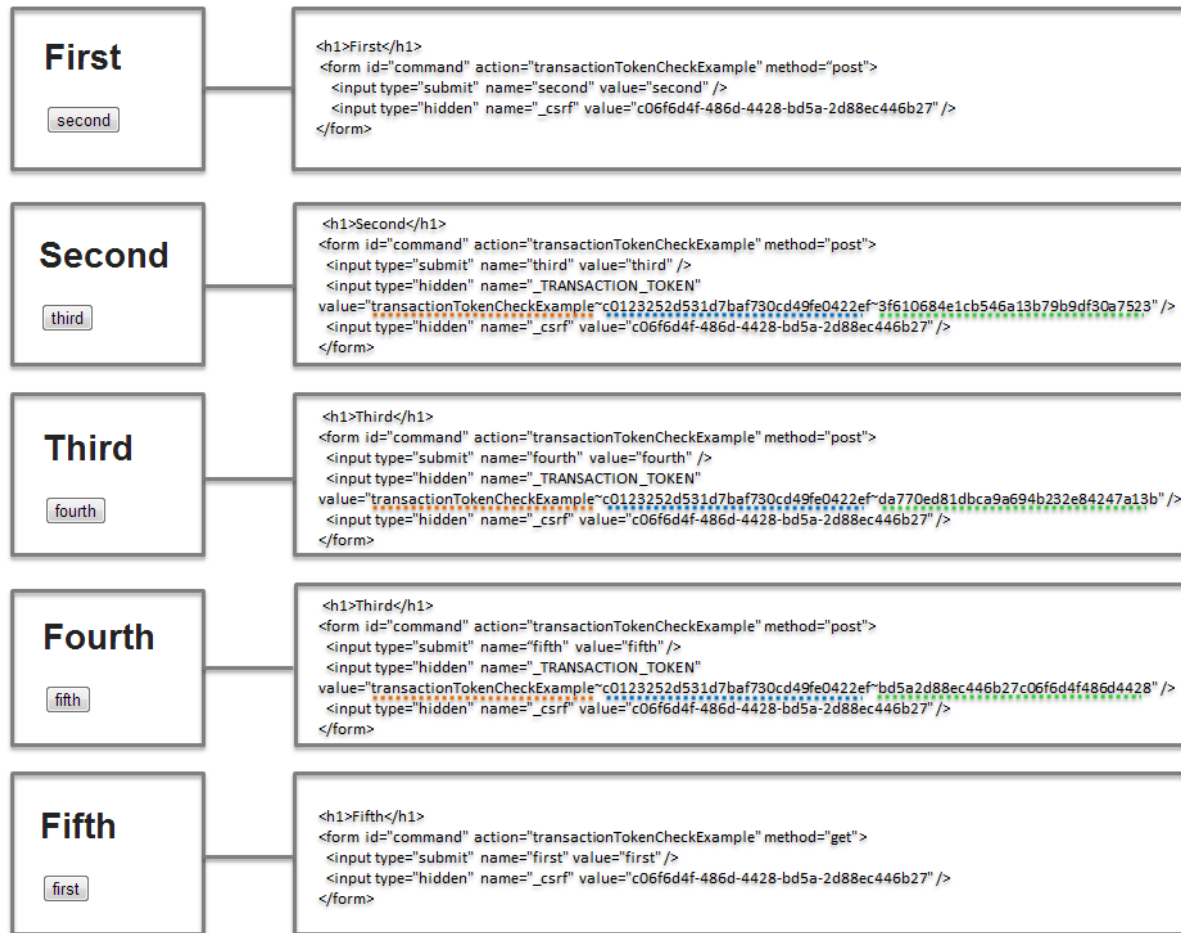 First
second
<h1>First</h1>
<form id="command" action="transactionTokenCheckExample" method=“post">
<input type="submit" name="second" value="second" />
<input type="hidden" name="_csrf" value="c06f6d4f-486d-4428-bd5a-2d88ec446b27" />
</form>
Second
third
<h1>Second</h1>
<form id="command" action="transactionTokenCheckExample" method="post">
<input type="submit" name="third" value="third" />
<input type="hidden" name="_TRANSACTION_TOKEN"
value="transactionTokenCheckExample~c0123252d531d7baf730cd49fe0422ef~3f610684e1cb546a13b79b9df30a7523" />
<input type="hidden" name="_csrf" value="c06f6d4f-486d-4428-bd5a-2d88ec446b27" />
</form>
Third
fourth
<h1>Third</h1>
<form id="command" action="transactionTokenCheckExample" method="post">
<input type="submit" name="fourth" value="fourth" />
<input type="hidden" name="_TRANSACTION_TOKEN"
value="transactionTokenCheckExample~c0123252d531d7baf730cd49fe0422ef~da770ed81dbca9a694b232e84247a13b" />
<input type="hidden" name="_csrf" value="c06f6d4f-486d-4428-bd5a-2d88ec446b27" />
</form>
Fourth
fifth
<h1>Third</h1>
<form id="command" action="transactionTokenCheckExample" method="post">
<input type="submit" name=“fifth" value="fifth" />
<input type="hidden" name="_TRANSACTION_TOKEN"
value="transactionTokenCheckExample~c0123252d531d7baf730cd49fe0422ef~bd5a2d88ec446b27c06f6d4f486d4428" />
<input type="hidden" name="_csrf" value="c06f6d4f-486d-4428-bd5a-2d88ec446b27" />
</form>
Fifth
first
<h1>Fifth</h1>
<form id="command" action="transactionTokenCheckExample" method="get">
<input type="submit" name="first" value="first" />
<input type="hidden" name="_csrf" value="c06f6d4f-486d-4428-bd5a-2d88ec446b27" />
</form>